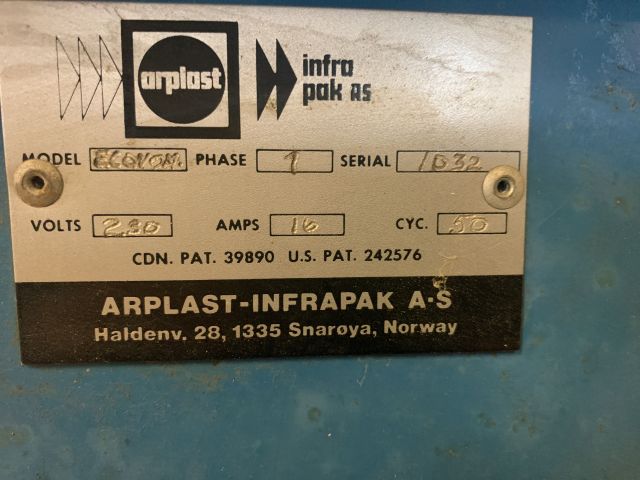 arplast infra
pak AS
MODEL ECONOM. PHASE 1 SERIAL 1032
VOLTS 230 AMPS 16 CYC. 50
CDN. PAT. 39890 U.S. PAT. 242576
ARPLAST-INFRAPAK A·S
Haldenv. 28, 1335 Snarøya, Norway